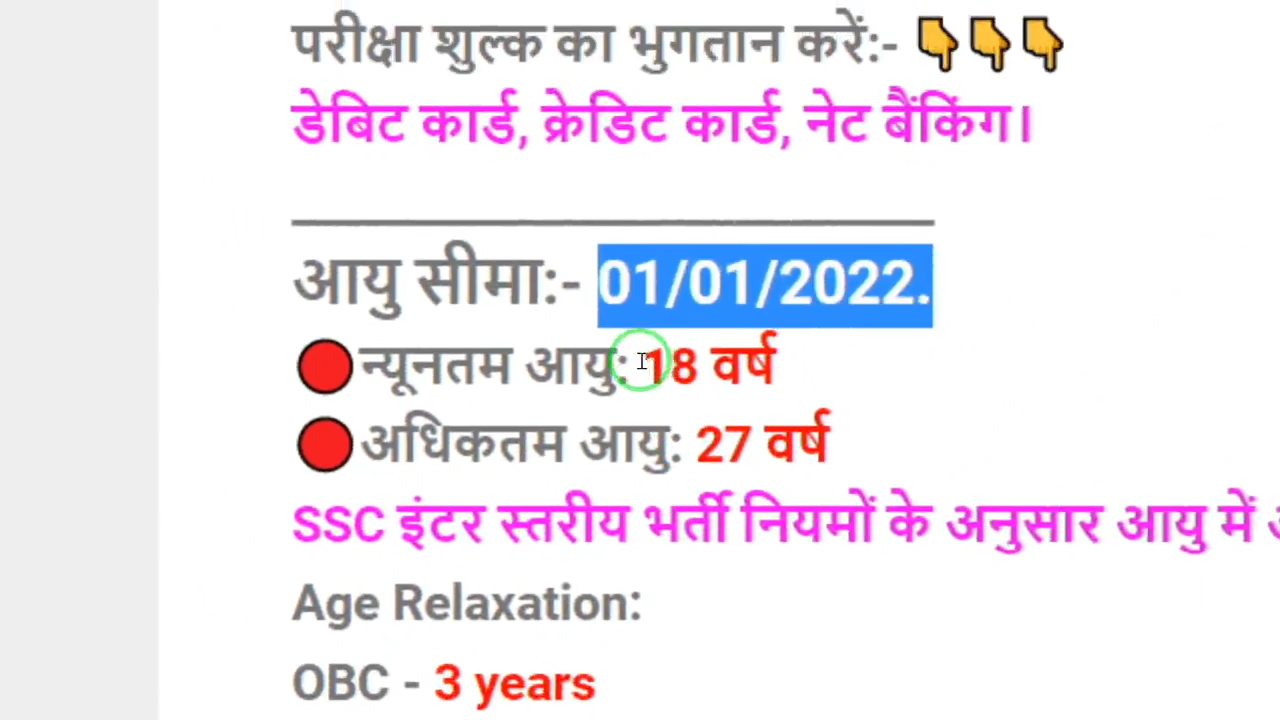 परीक्षा शुल्क का भुगतान करें:- 👇👇👇
डेबिट कार्ड, क्रेडिट कार्ड, नेट बैंकिंग।
आयु सीमा:- 01/01/2022.
🔴न्यूनतम आयु: 18 वर्ष
🔴अधिकतम आयु: 27 वर्ष
SSC इंटर स्तरीय भर्ती नियमों के अनुसार आयु में
Age Relaxation:
OBC - 3 years